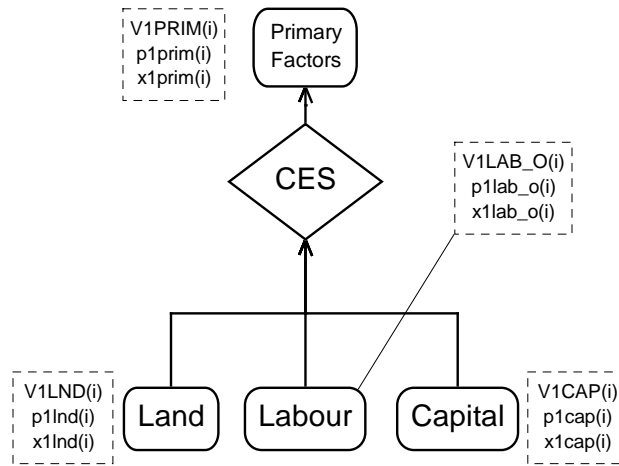 V1PRIM(i)
p1prim(i)
x1prim(i)
Primary
Factors
CES
V1LAB_O(i)
p1lab_o(i)
x1lab_o(i)
V1LND(i)
p1lnd(i)
x1lnd(i)
Land
Labour
Capital
V1CAP(i)
p1cap(i)
x1cap(i)